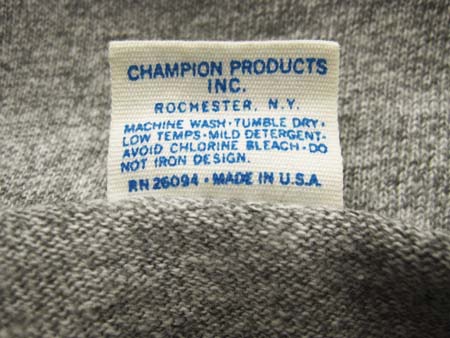 CHAMPION PRODUCTS
INC.
ROCHESTER, N.Y.
MACHINE WASH·TUMBLE DRY·
LOW TEMPS·MILD DETERGENT·
AVOID CHLORINE BLEACH·DO
NOT IRON DESIGN.
RN 26094 · MADE IN U.S.A.